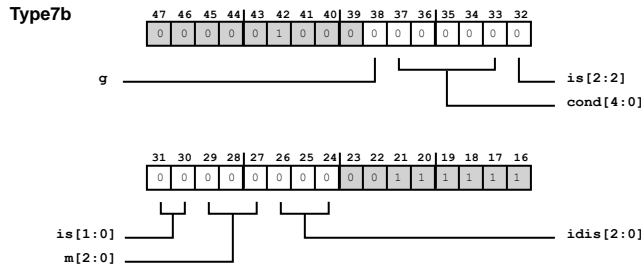 Type7b
47 46 45 44 43 42 41 40 39 38 37 36 35 34 33 32
0 0 0 0 0 1 0 0 0 0 0 0 0 0 0 0
g
is[2:2]
cond[4:0]
31 30 29 28 27 26 25 24 23 22 21 20 19 18 17 16
0 0 0 0 0 0 0 0 0 0 1 1 1 1 1 1
is[1:0] idis[2:0]
m[2:0]